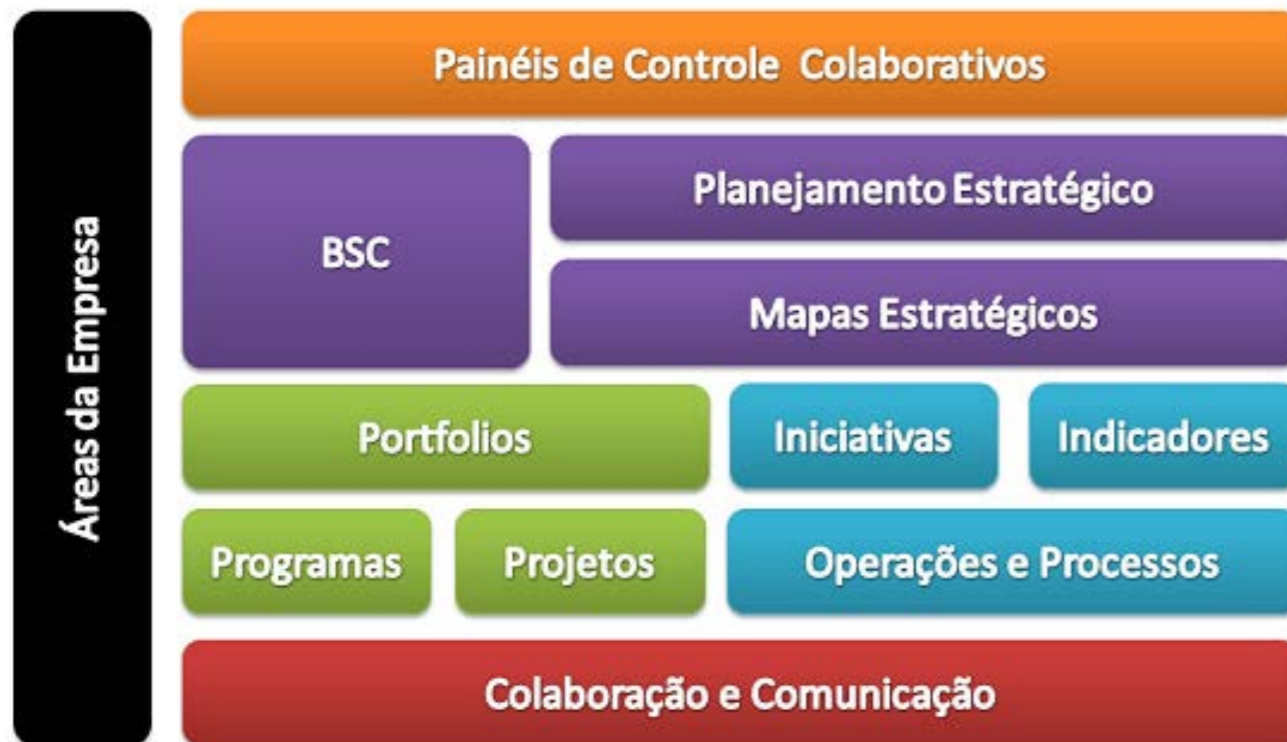 Áreas da Empresa
Painéis de Controle Colaborativos
BSC
Planejamento Estratégico
Mapas Estratégicos
Portfolios
Iniciativas
Indicadores
Programas
Projetos
Operações e Processos
Colaboração e Comunicação